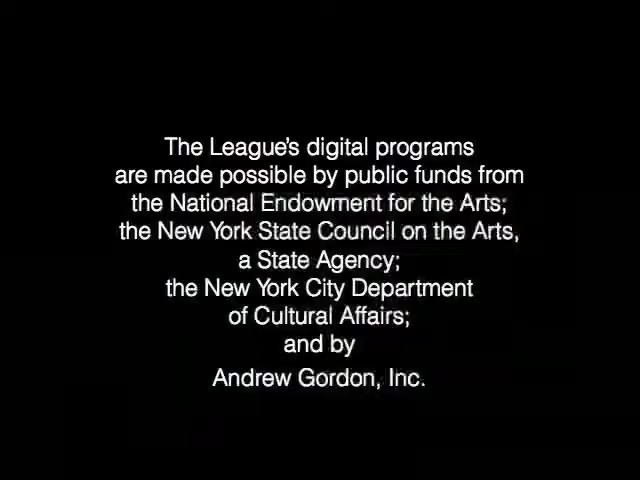 The League's digital programs
are made possible by public funds from
the National Endowment for the Arts;
the New York State Council on the Arts,
a State Agency;
the New York City Department
of Cultural Affairs;
and by
Andrew Gordon, Inc.